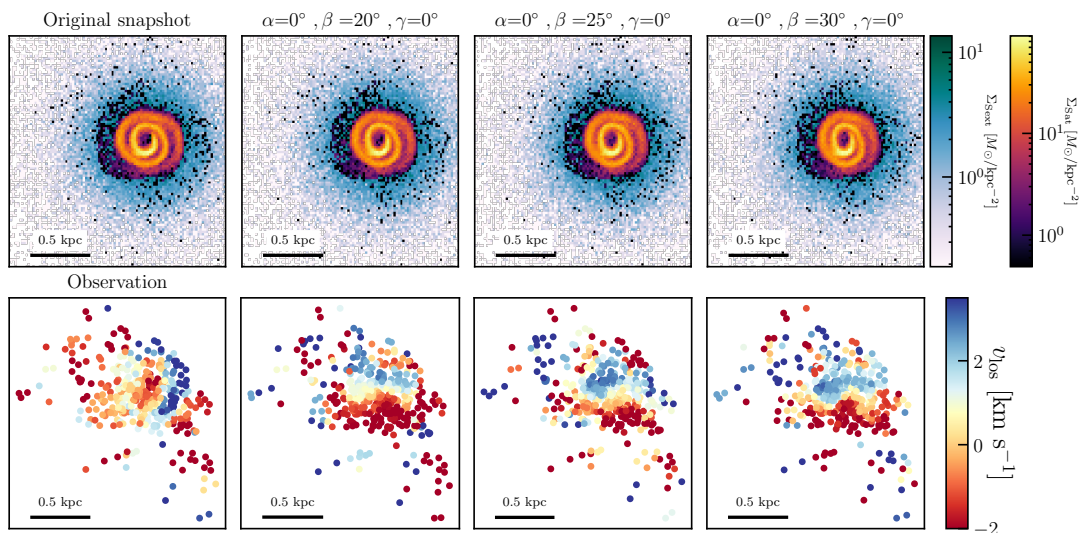 Original snapshot
α=0° , β =20° , γ=0°
α=0° , β =25° , γ=0°
α=0° , β =30° , γ=0°
0.5 kpc
0.5 kpc
0.5 kpc
0.5 kpc
10¹
10⁰
Σ_Sext [M_⊙/kpc⁻²]
10¹
10⁰
Σ_Sat [M_⊙/kpc⁻²]
Observation
0.5 kpc
0.5 kpc
0.5 kpc
0.5 kpc
2
0
−2
v_los [km s⁻¹]